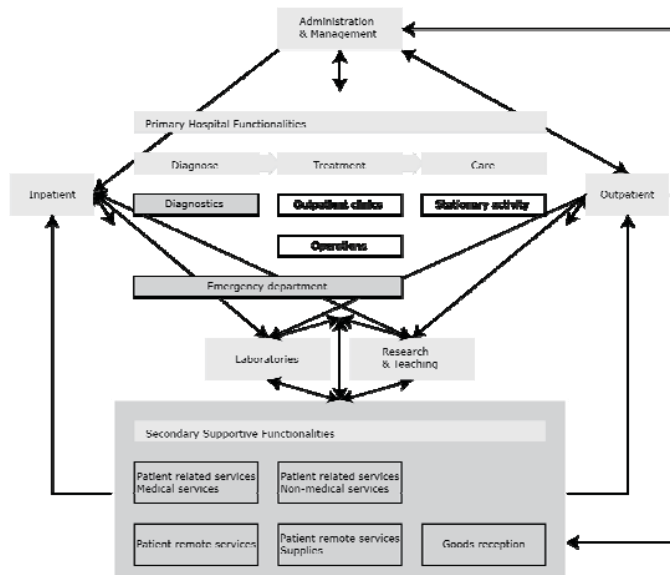 Administration
& Management
Primary Hospital Functionalities
Diagnose
Treatment
Care
Inpatient
Outpatient
Diagnostics
Outpatient clinics
Stationary activity
Operations
Emergency department
Laboratories
Research
& Teaching
Secondary Supportive Functionalities
Patient related services
Medical services
Patient related services
Non-medical services
Patient remote services
Patient remote services
Supplies
Goods reception